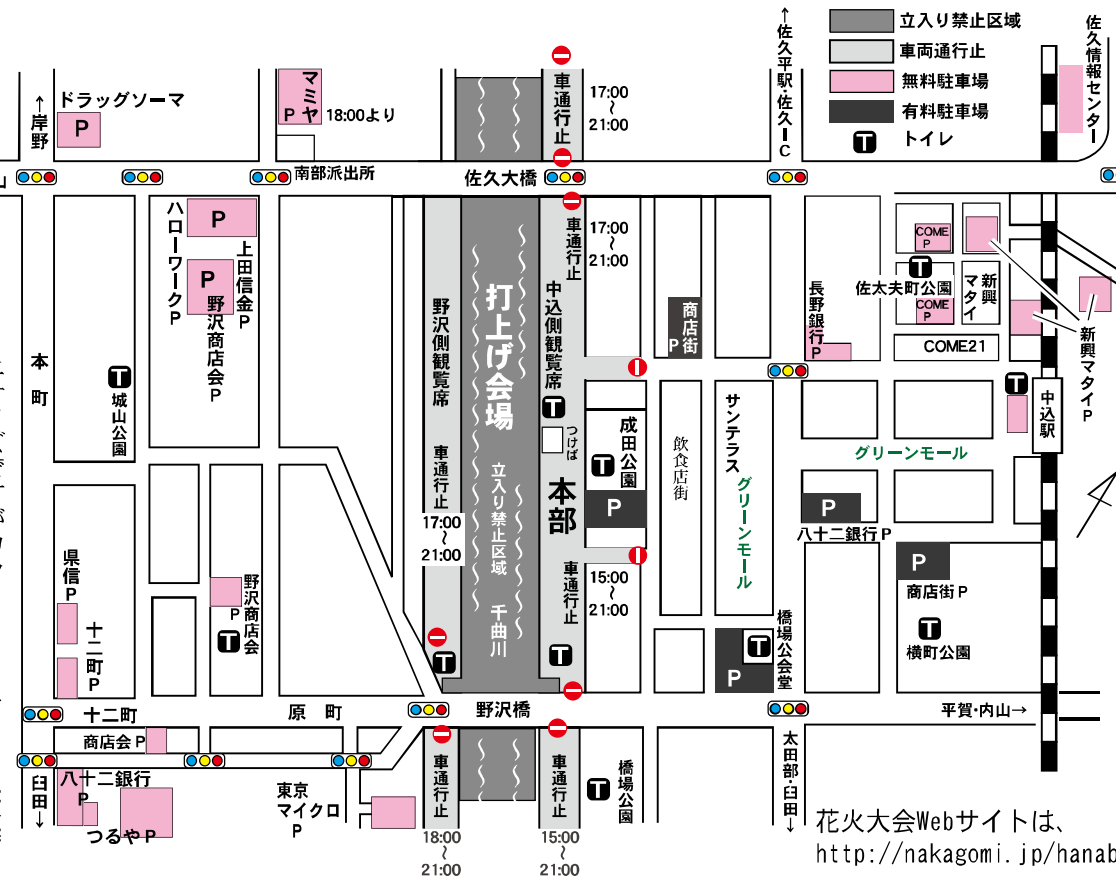 立入り禁止区域
車両通行止
無料駐車場
有料駐車場
T トイレ
↑佐久平駅・佐久IC
佐久情報センター
↑岸野
ドラッグソーマ
P
マミヤ
P
18:00より
車通行止
17:00
〜
21:00
南部派出所
佐久大橋
ハローワークP
P
上田信金P
P
野沢商店会P
本町
T
城山公園
野沢側観覧席
車通行止
17:00
〜
21:00
打上げ会場
立入り禁止区域
千曲川
車通行止
17:00
〜
21:00
中込側観覧席
T
つけば
本部
成田公園
T
P
車通行止
15:00
〜
21:00
商店街P
飲食店街
サンテラス
グリーンモール
長野銀行P
COME
P
T
佐太夫町公園
COME
P
新興マタイ
COME21
新興マタイP
T
中込駅
グリーンモール
P
八十二銀行P
P
商店街P
T
横町公園
県信P
十二町P
P
野沢商店会
T
T
T
T
P
橋場公会堂
十二町
原町
野沢橋
平賀・内山→
商店会P
臼田↓
八十二銀行
P
つるやP
東京
マイクロ
P
車通行止
18:00
〜
21:00
車通行止
15:00
〜
21:00
T
橋場公園
太田部・臼田↓
花火大会Webサイトは、
http://nakagomi.jp/hanab